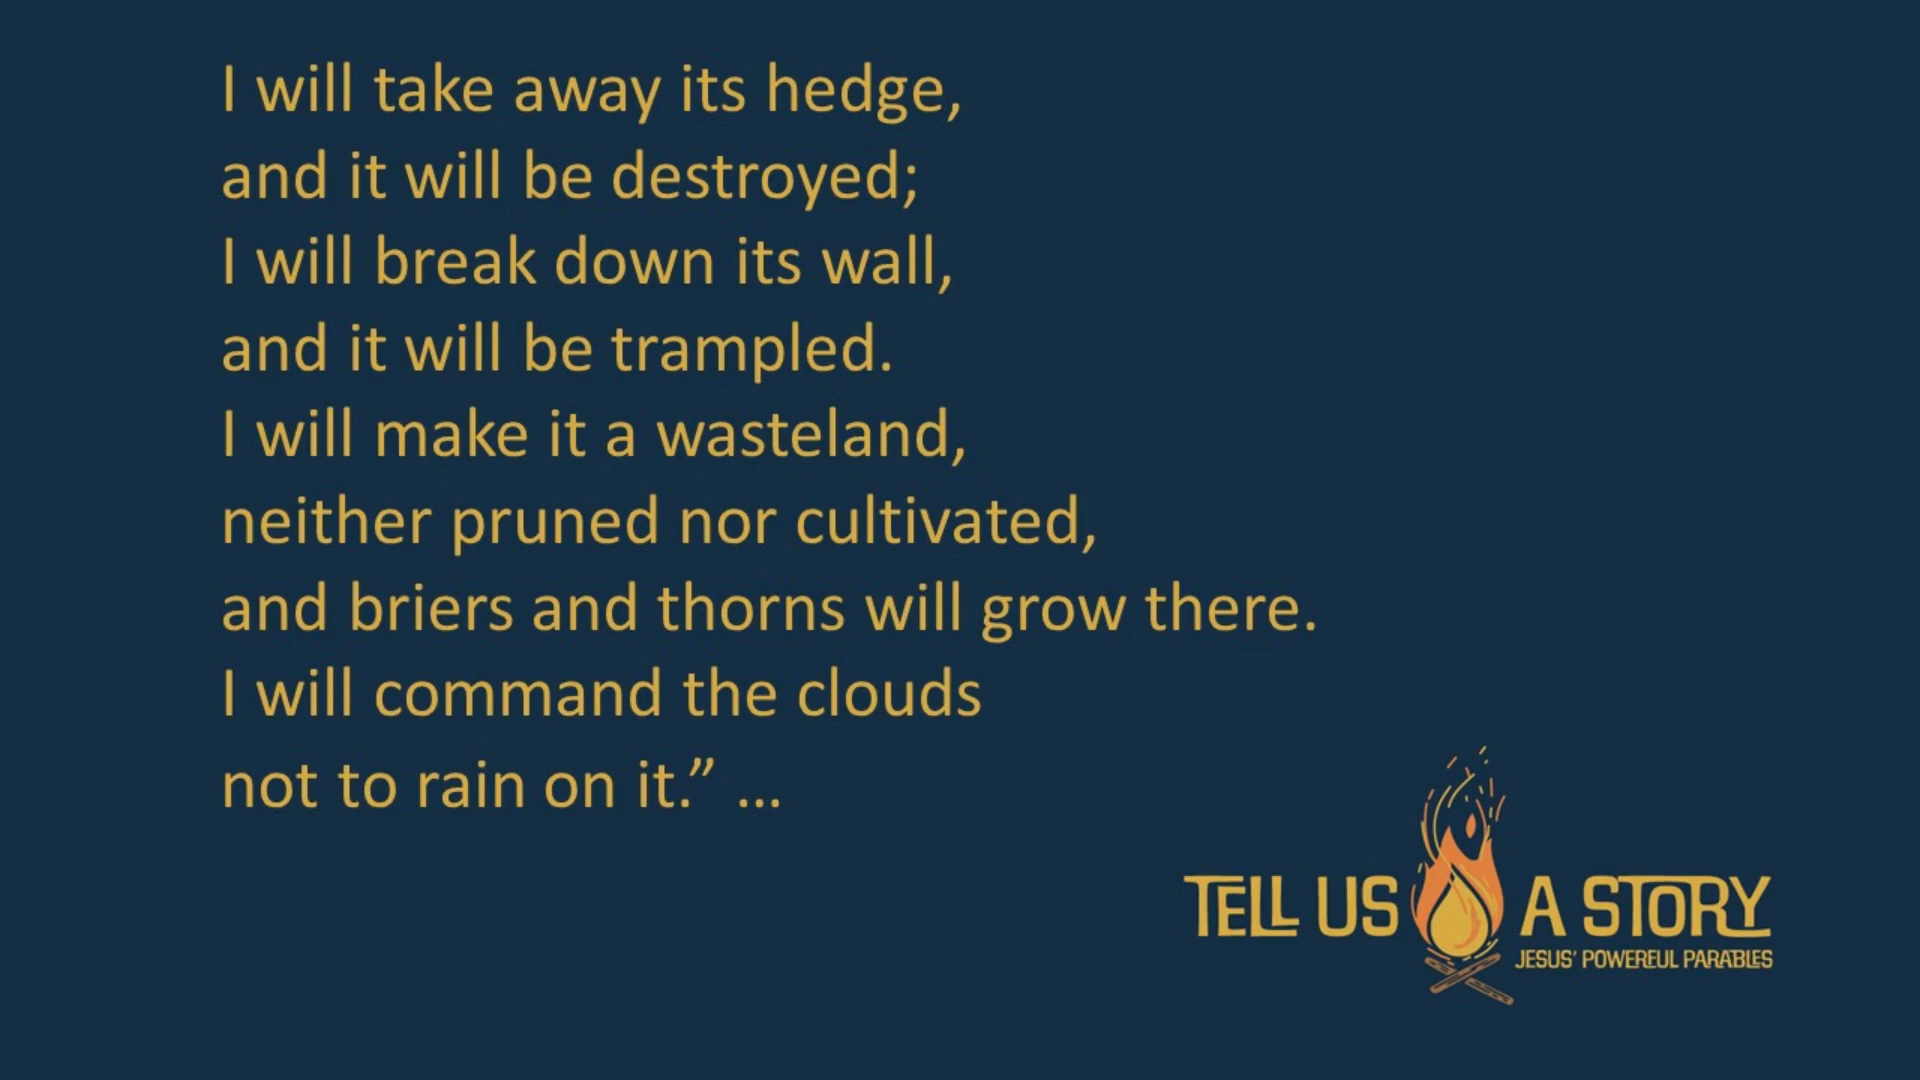 I will take away its hedge,
and it will be destroyed;
I will break down its wall,
and it will be trampled.
I will make it a wasteland,
neither pruned nor cultivated,
and briers and thorns will grow there.
I will command the clouds
not to rain on it.” ...
TELL US A STORY
JESUS' POWERFUL PARABLES